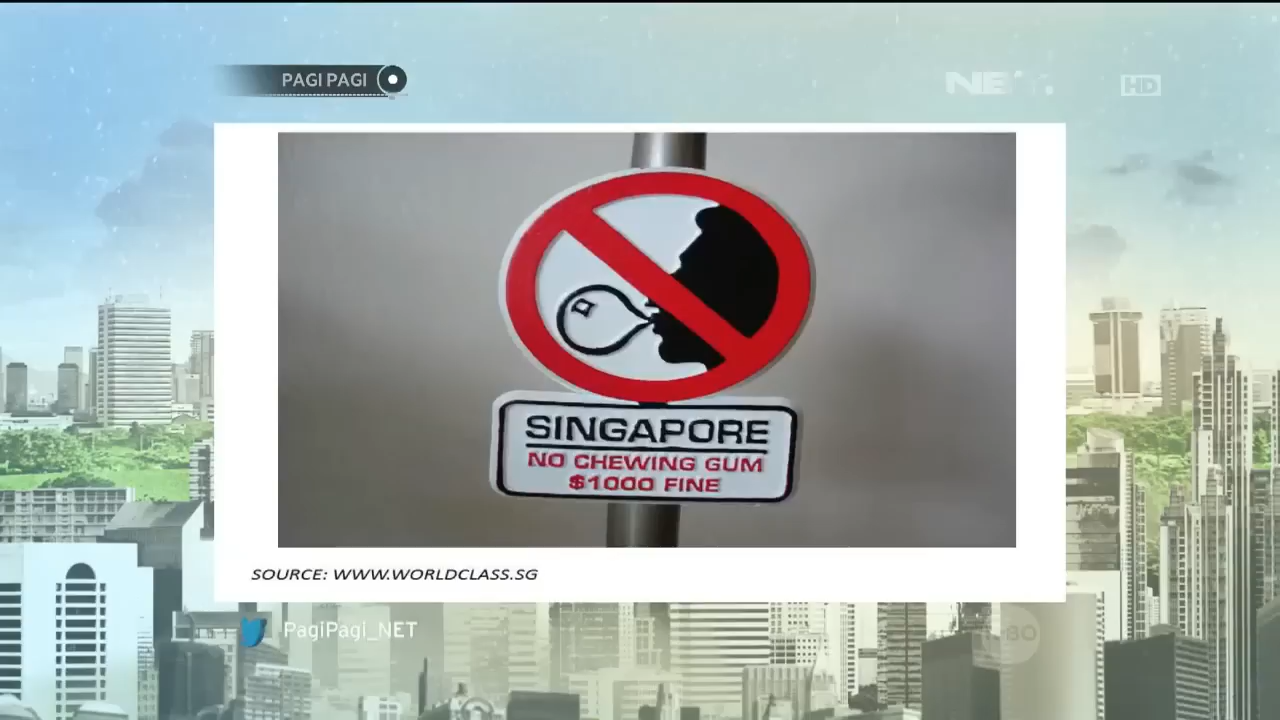 PAGI PAGI
NET.
HD
SINGAPORE
NO CHEWING GUM
$1000 FINE
SOURCE: WWW.WORLDCLASS.SG
PagiPagi_NET